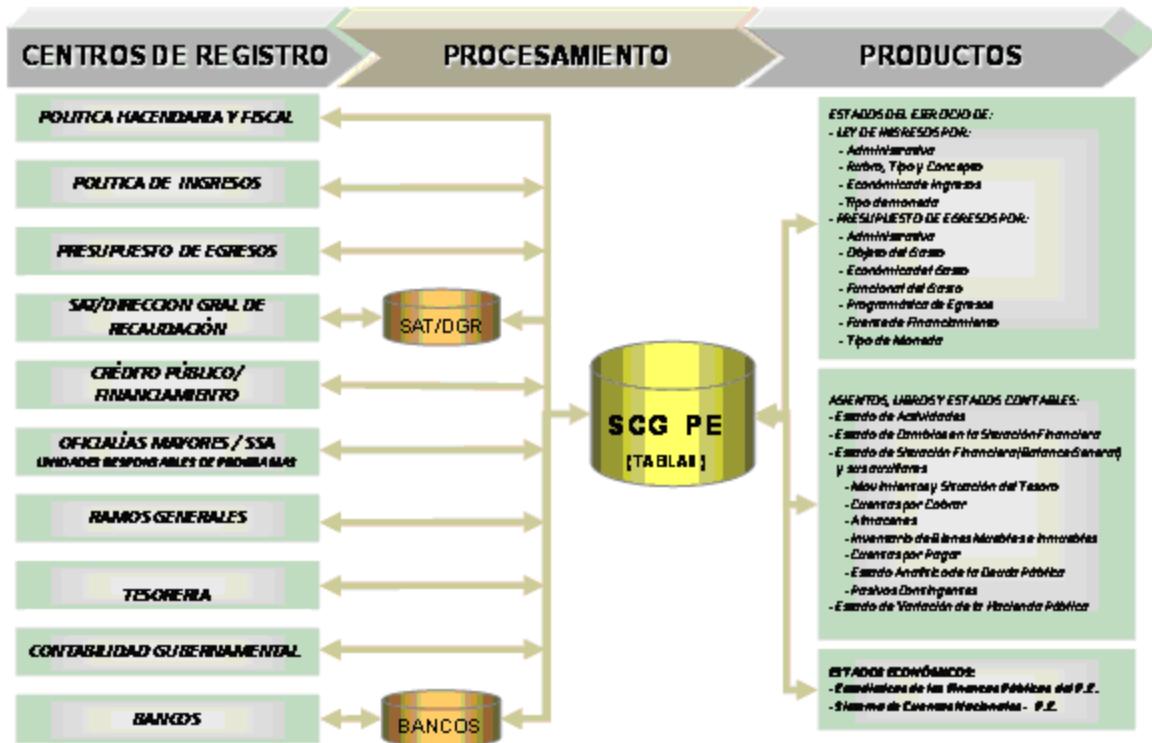 CENTROS DE REGISTRO
PROCESAMIENTO
PRODUCTOS
POLITICA HACENDARIA Y FISCAL
POLITICA DE INGRESOS
PRESUPUESTO DE EGRESOS
SAT/DIRECCION GRAL DE
RECAUDACIÓN
CRÉDITO PÚBLICO/
FINANCIAMIENTO
OFICIALÍAS MAYORES / SSA
UNIDADES RESPONSABLES DE PROGRAMAS
RAMOS GENERALES
TESORERIA
CONTABILIDAD GUBERNAMENTAL
BANCOS
SAT/DGR
BANCOS
SCG PE
(TABLAS)
ESTADOS DEL EJERCICIO DE:
- LEY DE INGRESOS POR:
- Administrativa
- Rubro, Tipo y Concepto
- Económica de Ingresos
- Tipo de moneda
- PRESUPUESTO DE EGRESOS POR:
- Administrativa
- Objeto del Gasto
- Económica del Gasto
- Funcional del Gasto
- Programática de Egresos
- Fuente de Financiamiento
- Tipo de Moneda
ASIENTOS, LIBROS Y ESTADOS CONTABLES:
- Estado de Actividades
- Estado de Cambios en la Situación Financiera
- Estado de Situación Financiera (Balance General)
y sus auxiliares
- Movimientos y Situación del Tesoro
- Cuentas por Cobrar
- Almacenes
- Inventario de Bienes Muebles e Inmuebles
- Cuentas por Pagar
- Estado Analítico de la Deuda Pública
- Pasivos Contingentes
- Estado de Variación de la Hacienda Pública
ESTADOS ECONÓMICOS:
- Estadísticas de las Finanzas Públicas del P.E.
- Sistema de Cuentas Nacionales - P.E.